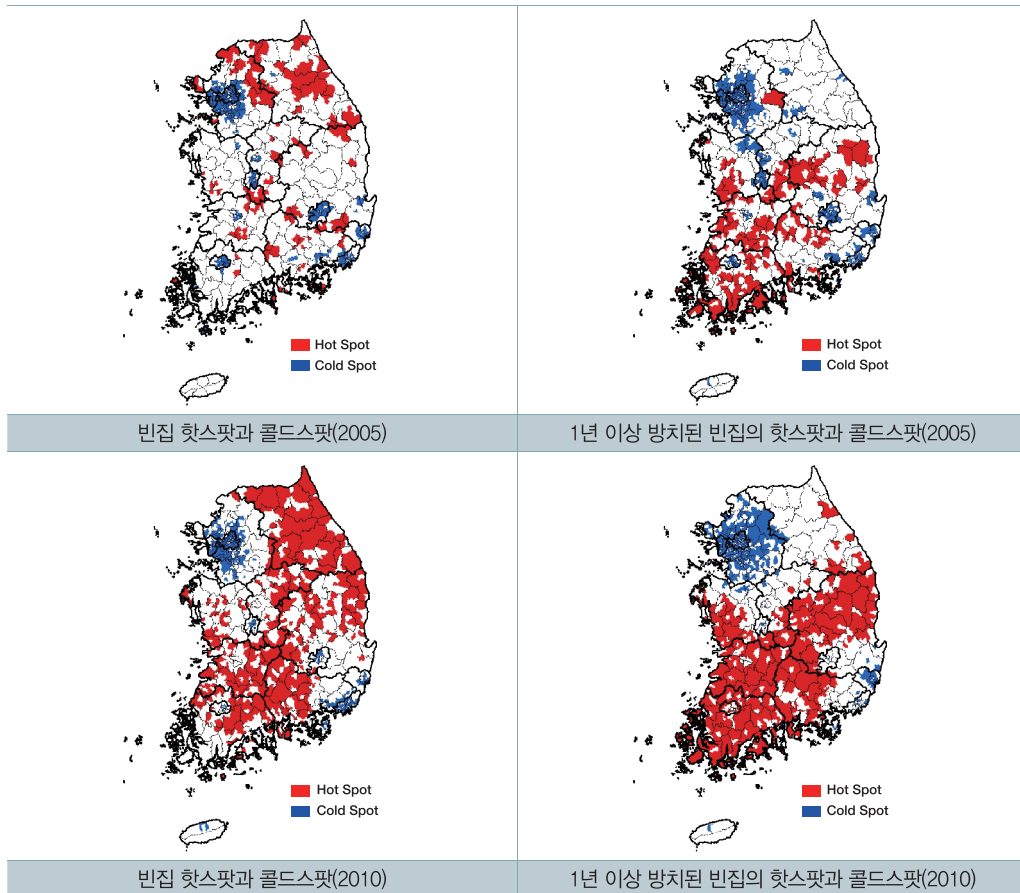 Hot Spot
Cold Spot
Hot Spot
Cold Spot
빈집 핫스팟과 콜드스팟(2005)
1년 이상 방치된 빈집의 핫스팟과 콜드스팟(2005)
Hot Spot
Cold Spot
Hot Spot
Cold Spot
빈집 핫스팟과 콜드스팟(2010)
1년 이상 방치된 빈집의 핫스팟과 콜드스팟(2010)